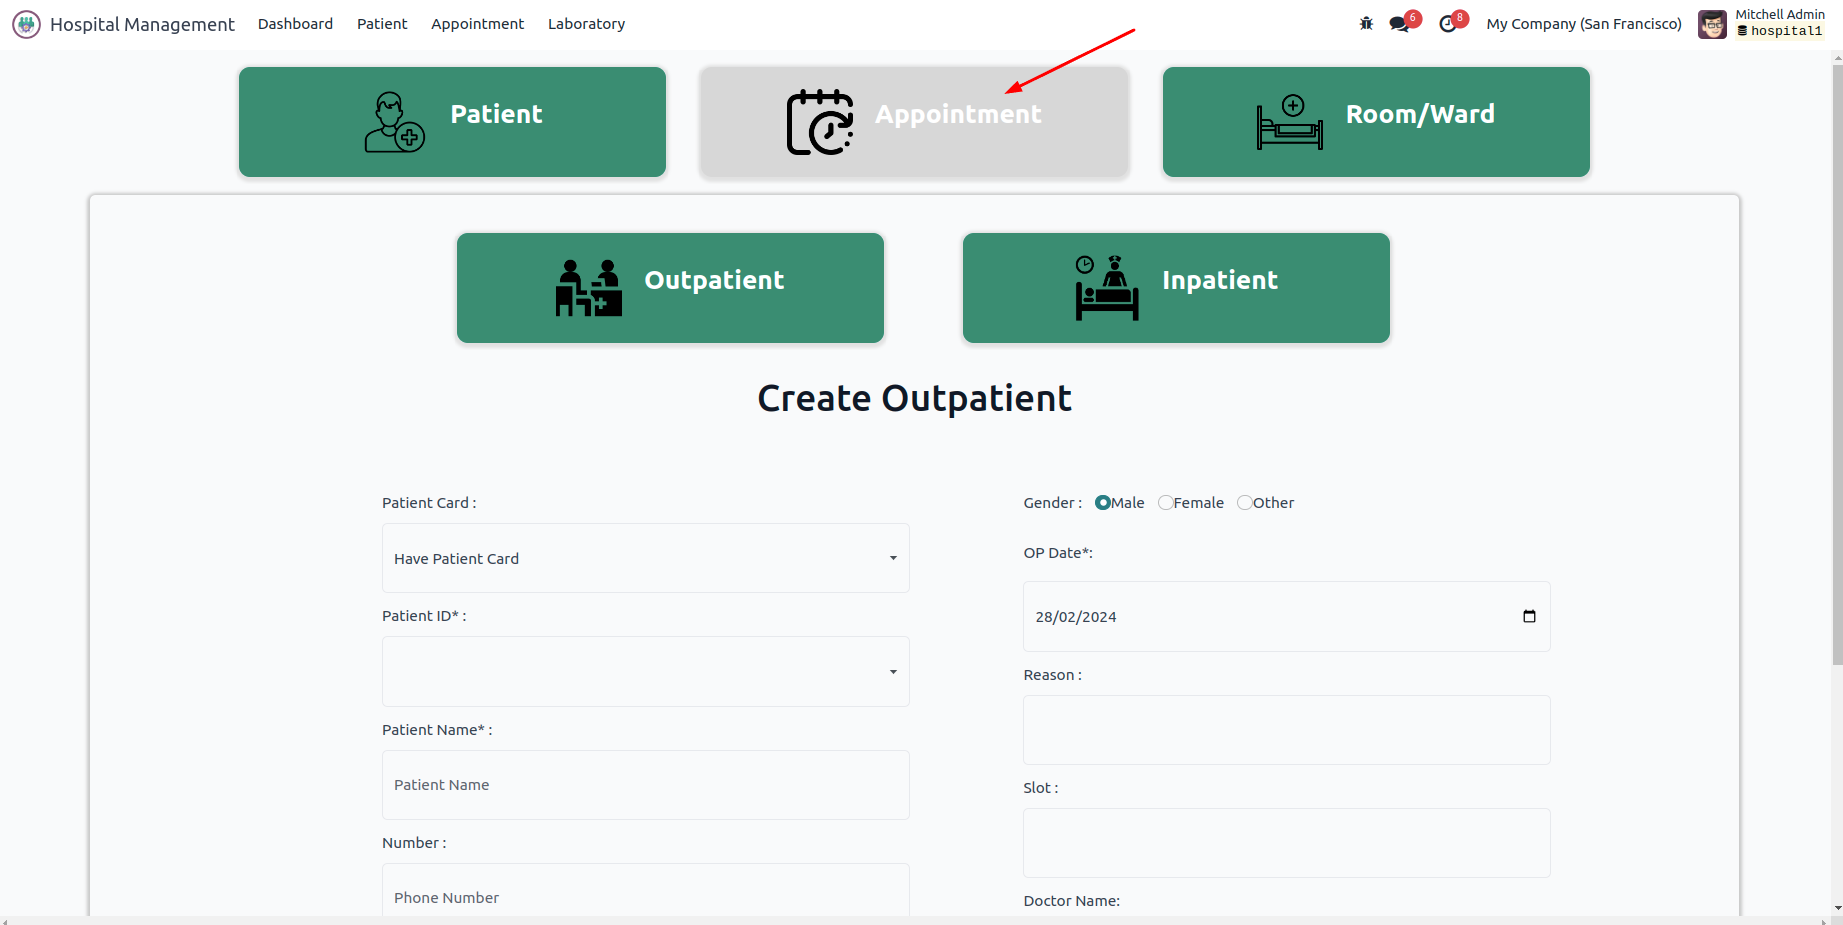 Hospital Management Dashboard Patient Appointment Laboratory 6 8 My Company (San Francisco) Mitchell Admin
hospital1
Patient Appointment Room/Ward
Outpatient Inpatient
Create Outpatient
Patient Card :
Have Patient Card
Patient ID* :
Patient Name* :
Patient Name
Number :
Phone Number
Gender : Male Female Other
OP Date*:
28/02/2024
Reason :
Slot :
Doctor Name: